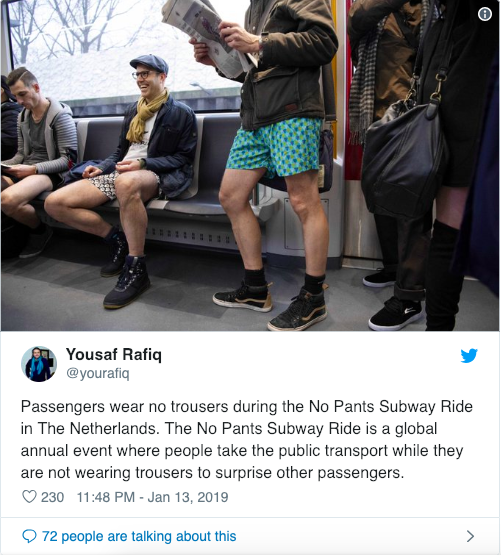 Yousaf Rafiq
@yourafiq
Passengers wear no trousers during the No Pants Subway Ride
in The Netherlands. The No Pants Subway Ride is a global
annual event where people take the public transport while they
are not wearing trousers to surprise other passengers.
230 11:48 PM - Jan 13, 2019
72 people are talking about this